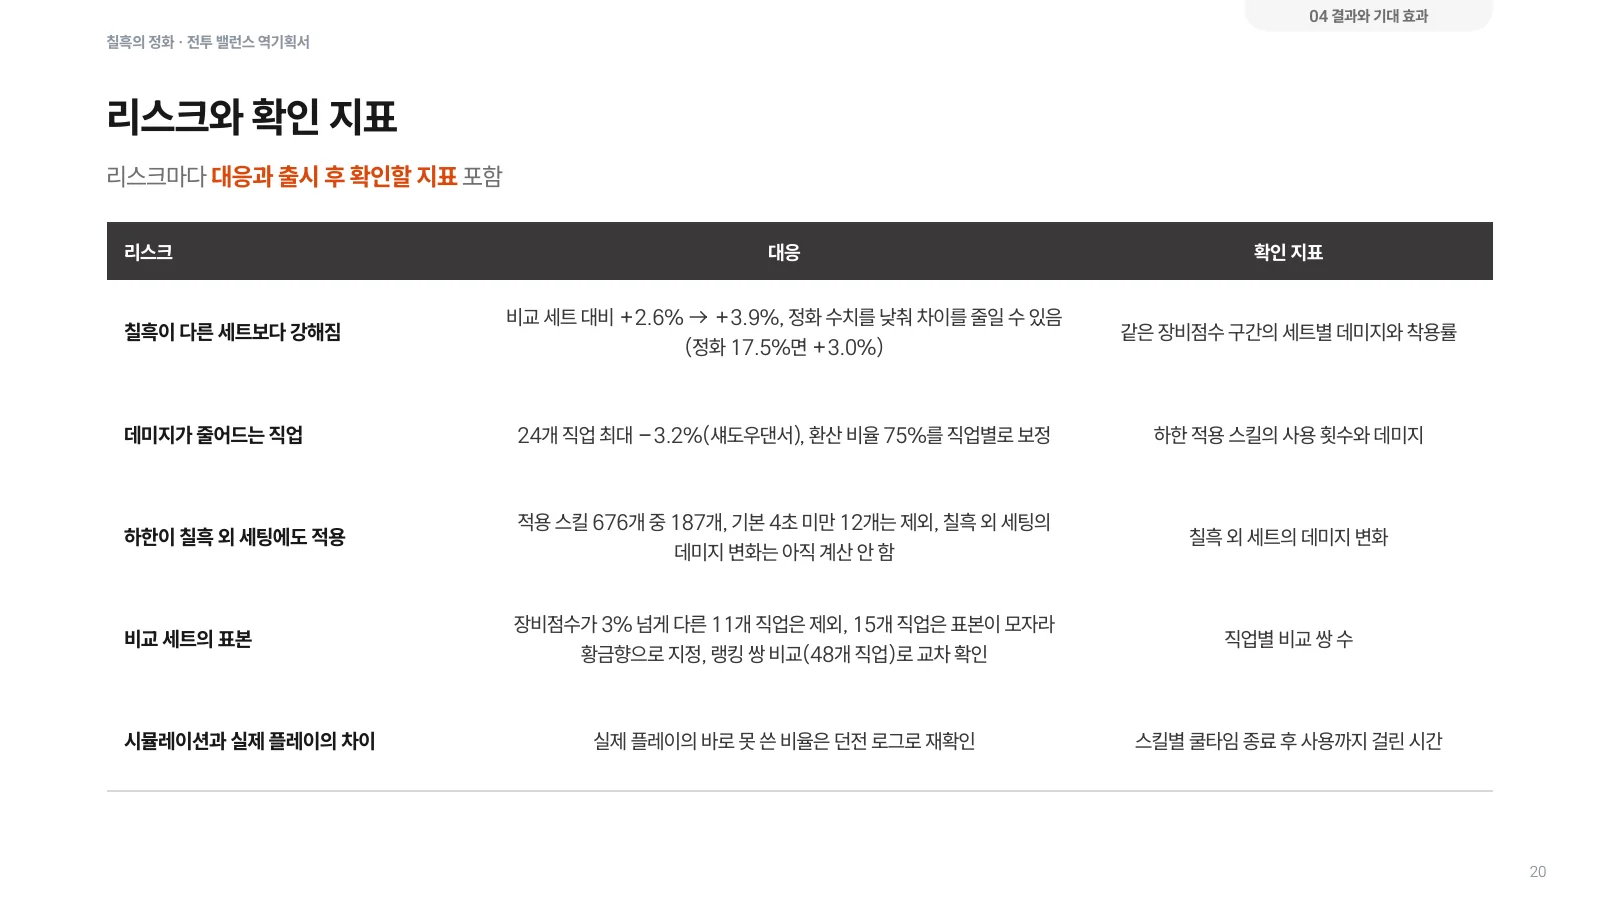 04 결과와 기대 효과
칠흑의 정화 · 전투 밸런스 역기획서
리스크와 확인 지표
리스크마다 대응과 출시 후 확인할 지표 포함
리스크 대응 확인 지표
칠흑이 다른 세트보다 강해짐
비교 세트 대비 +2.6% → +3.9%, 정화 수치를 낮춰 차이를 줄일 수 있음
(정화 17.5%면 +3.0%)
같은 장비점수 구간의 세트별 데미지와 착용률
데미지가 줄어드는 직업
24개 직업 최대 −3.2%(섀도우댄서), 환산 비율 75%를 직업별로 보정
하한 적용 스킬의 사용 횟수와 데미지
하한이 칠흑 외 세팅에도 적용
적용 스킬 676개 중 187개, 기본 4초 미만 12개는 제외, 칠흑 외 세팅의
데미지 변화는 아직 계산 안 함
칠흑 외 세트의 데미지 변화
비교 세트의 표본
장비점수가 3% 넘게 다른 11개 직업은 제외, 15개 직업은 표본이 모자라
황금향으로 지정, 랭킹 쌍 비교(48개 직업)로 교차 확인
직업별 비교 쌍 수
시뮬레이션과 실제 플레이의 차이
실제 플레이의 바로 못 쓴 비율은 던전 로그로 재확인
스킬별 쿨타임 종료 후 사용까지 걸린 시간
20